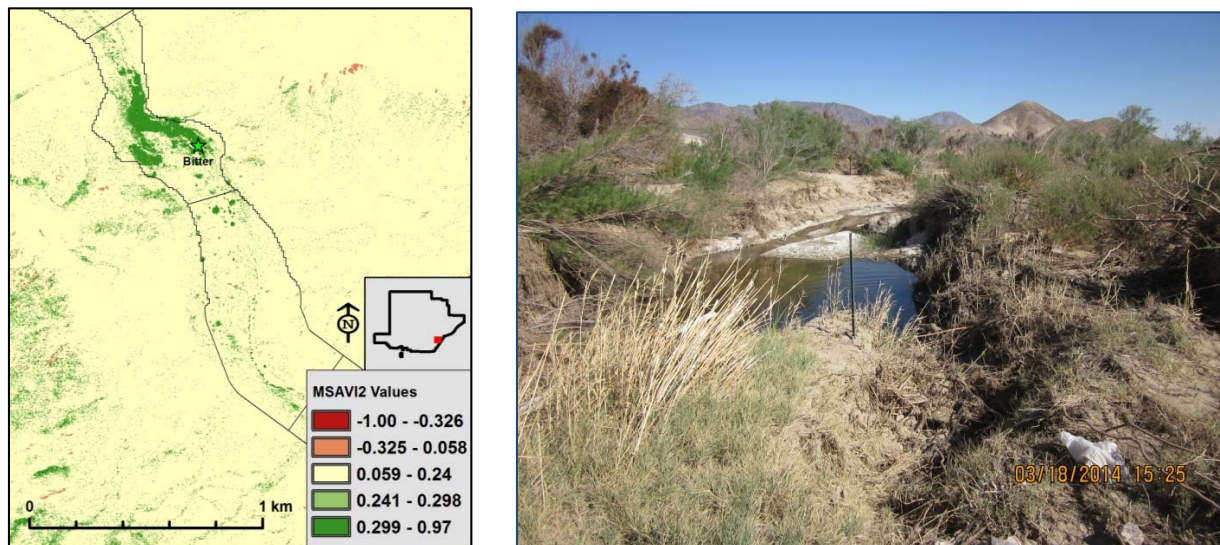 Bitter
N
MSAVI2 Values
-1.00 - -0.326
-0.325 - 0.058
0.059 - 0.24
0.241 - 0.298
0.299 - 0.97
0 1 km
03/18/2014 15:25